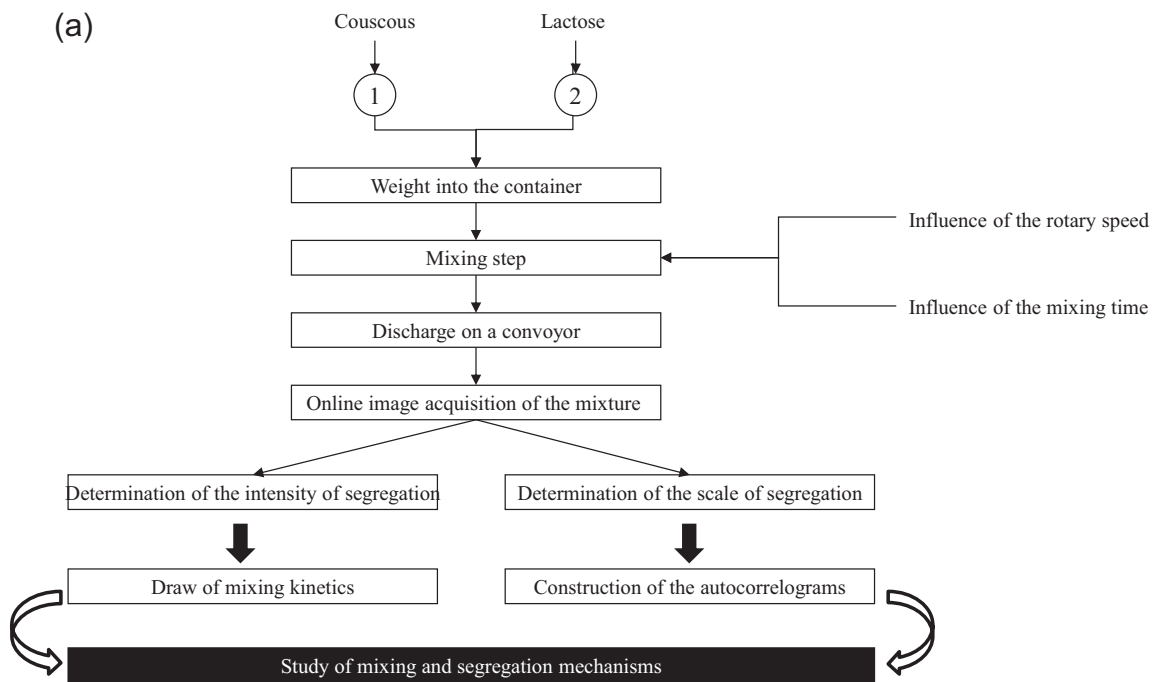 (a)
Couscous
Lactose
1
2
Weight into the container
Influence of the rotary speed
Mixing step
Influence of the mixing time
Discharge on a convoyor
Online image acquisition of the mixture
Determination of the intensity of segregation
Determination of the scale of segregation
Draw of mixing kinetics
Construction of the autocorrelograms
Study of mixing and segregation mechanisms